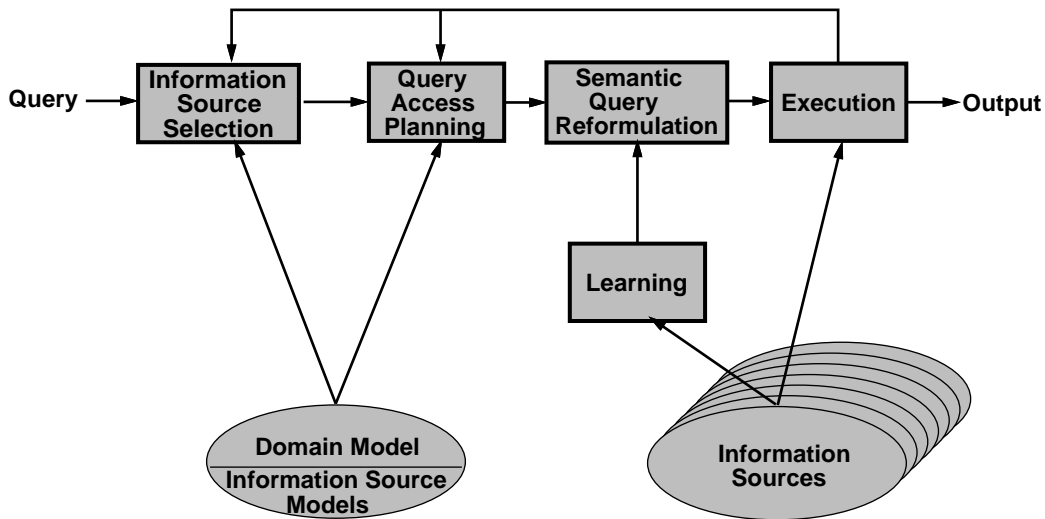 Query
Information
Source
Selection
Query
Access
Planning
Semantic
Query
Reformulation
Execution
Output
Learning
Domain Model
Information Source
Models
Information
Sources